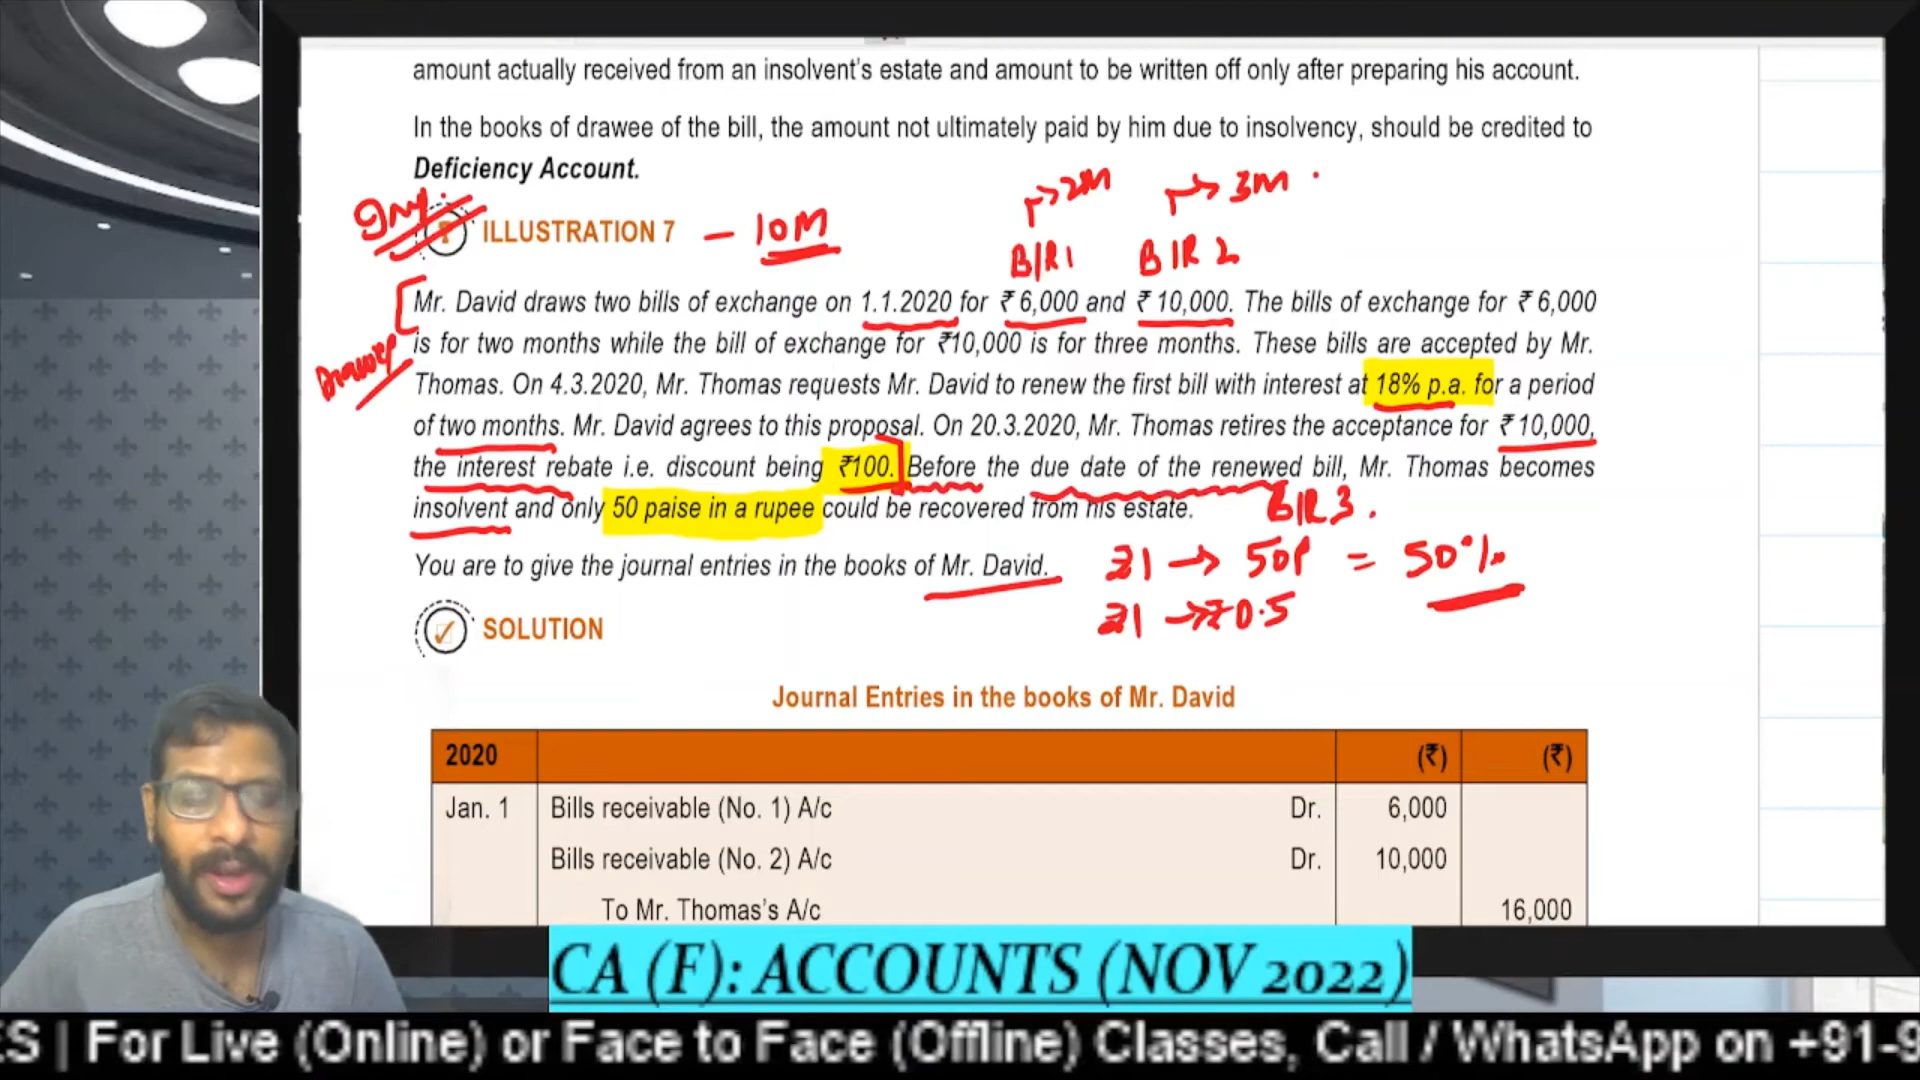 amount actually received from an insolvent's estate and amount to be written off only after preparing his account.
In the books of drawee of the bill, the amount not ultimately paid by him due to insolvency, should be credited to
Deficiency Account.
→2M →3M
Imp.
ILLUSTRATION 7 – 10M
B/R1 B/R 2
Mr. David draws two bills of exchange on 1.1.2020 for ₹ 6,000 and ₹ 10,000. The bills of exchange for ₹ 6,000
is for two months while the bill of exchange for ₹10,000 is for three months. These bills are accepted by Mr.
Drawee
Thomas. On 4.3.2020, Mr. Thomas requests Mr. David to renew the first bill with interest at 18% p.a. for a period
of two months. Mr. David agrees to this proposal. On 20.3.2020, Mr. Thomas retires the acceptance for ₹ 10,000,
the interest rebate i.e. discount being ₹100. Before the due date of the renewed bill, Mr. Thomas becomes
insolvent and only 50 paise in a rupee could be recovered from his estate.
B/R 3.
You are to give the journal entries in the books of Mr. David.
₹1 → 50P = 50%
₹1 → ₹0.5
SOLUTION
Journal Entries in the books of Mr. David
2020 (₹) (₹)
Jan. 1 Bills receivable (No. 1) A/c Dr. 6,000
Bills receivable (No. 2) A/c Dr. 10,000
To Mr. Thomas's A/c 16,000
CA (F): ACCOUNTS (NOV 2022)
ES | For Live (Online) or Face to Face (Offline) Classes, Call / WhatsApp on +91-9